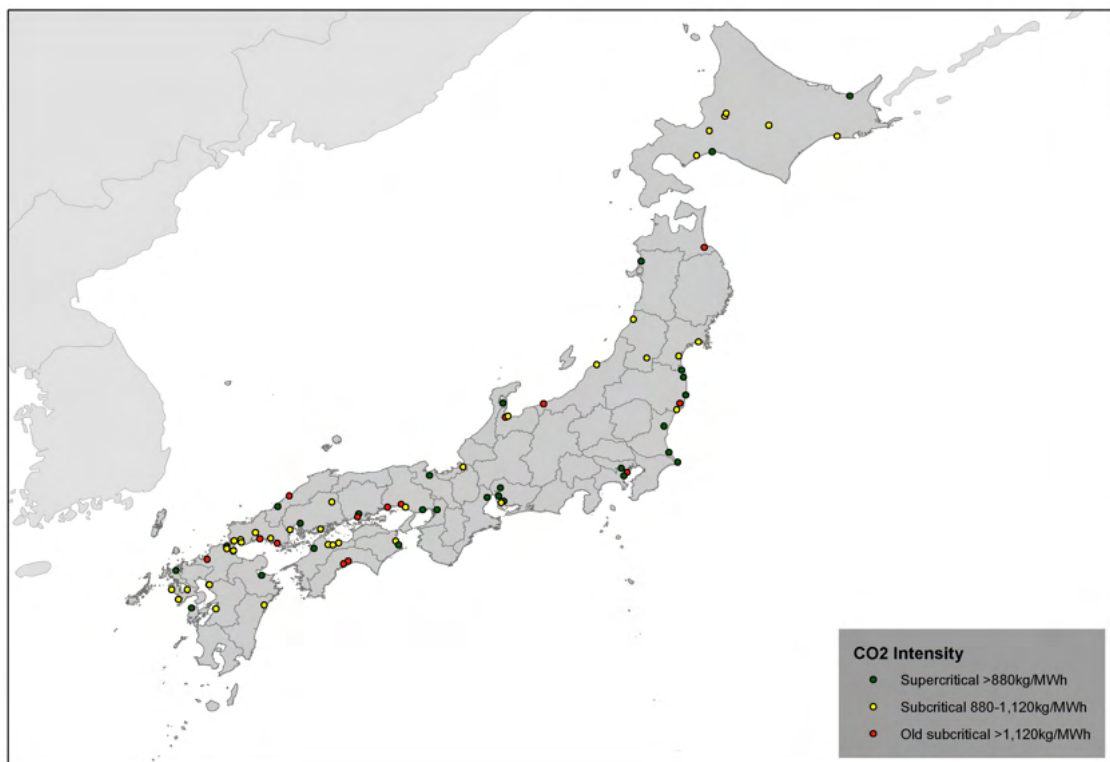 CO2 Intensity
Supercritical >880kg/MWh
Subcritical 880-1,120kg/MWh
Old subcritical >1,120kg/MWh